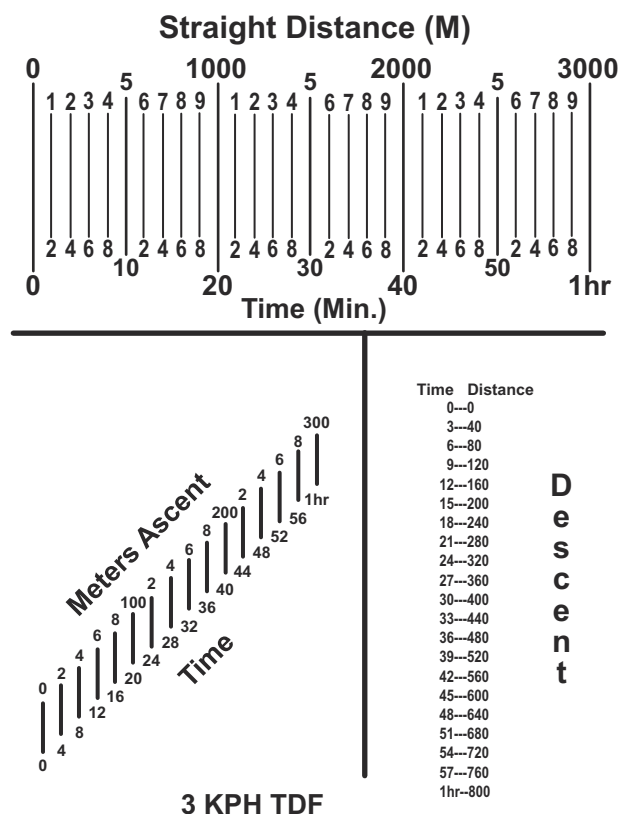 Straight Distance (M)
0 1000 2000 3000
5 5 5
1 2 3 4 6 7 8 9 1 2 3 4 6 7 8 9 1 2 3 4 6 7 8 9
2 4 6 8 2 4 6 8 2 4 6 8 2 4 6 8 2 4 6 8 2 4 6 8
10 30 50
0 20 40 1hr
Time (Min.)
Meters Ascent
0 2 4 6 8 100 2 4 6 8 200 2 4 6 8 300
0 4 8 12 16 20 24 28 32 36 40 44 48 52 56 1hr
Time
3 KPH TDF
Time Distance
0---0
3---40
6---80
9---120
12---160
15---200
18---240
21---280
24---320
27---360
30---400
33---440
36---480
39---520
42---560
45---600
48---640
51---680
54---720
57---760
1hr--800
Descent